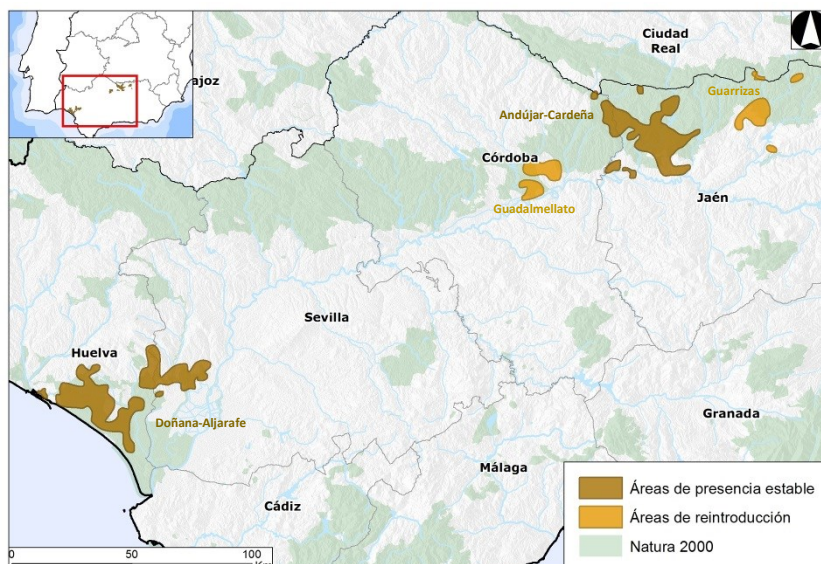 Ciudad
Real
ajoz
Guarrizas
Andújar-Cardeña
Córdoba
Jaén
Guadalmellato
Sevilla
Huelva
Doñana-Aljarafe
Granada
Málaga
Cádiz
Áreas de presencia estable
Áreas de reintroducción
Natura 2000
0 50 100